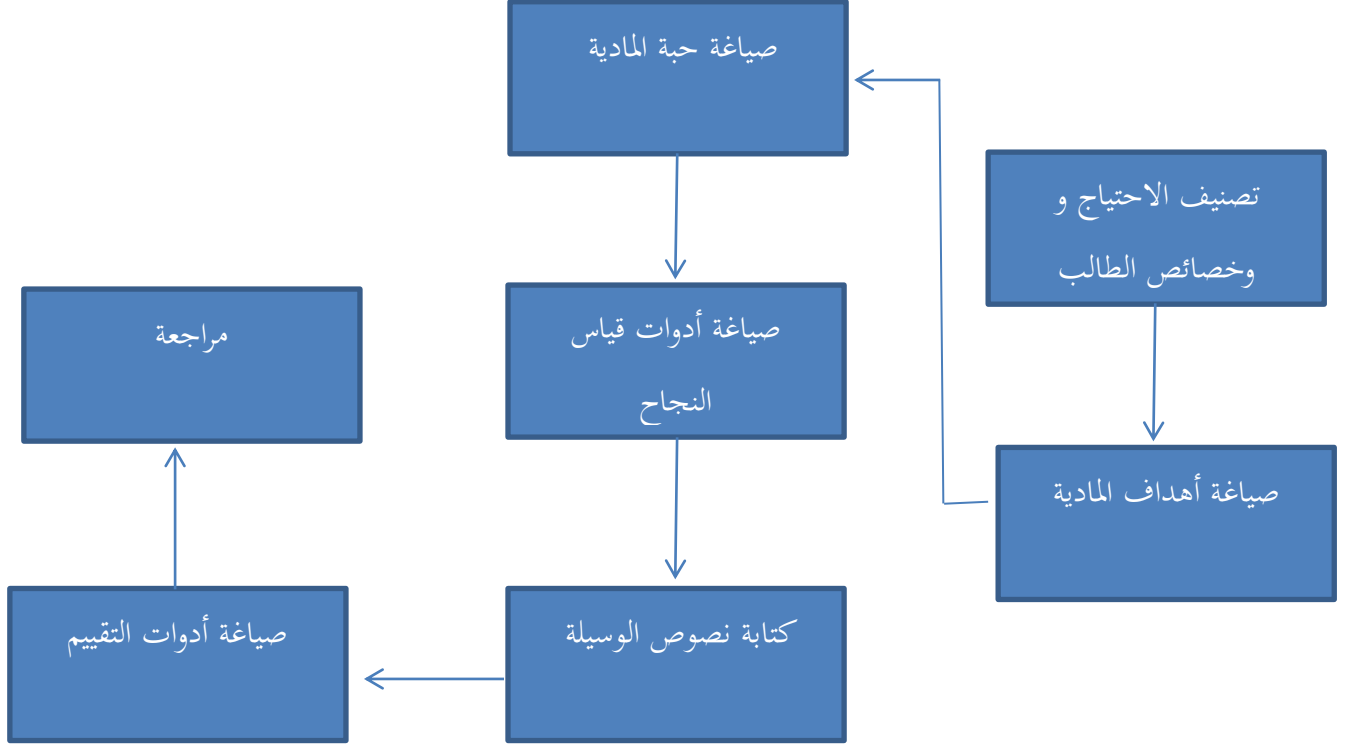 تصنيف الاحتياج و
وخصائص الطالب
صياغة أهداف المادية
صياغة حبة المادية
صياغة أدوات قياس
النجاح
كتابة نصوص الوسيلة
صياغة أدوات التقييم
مراجعة